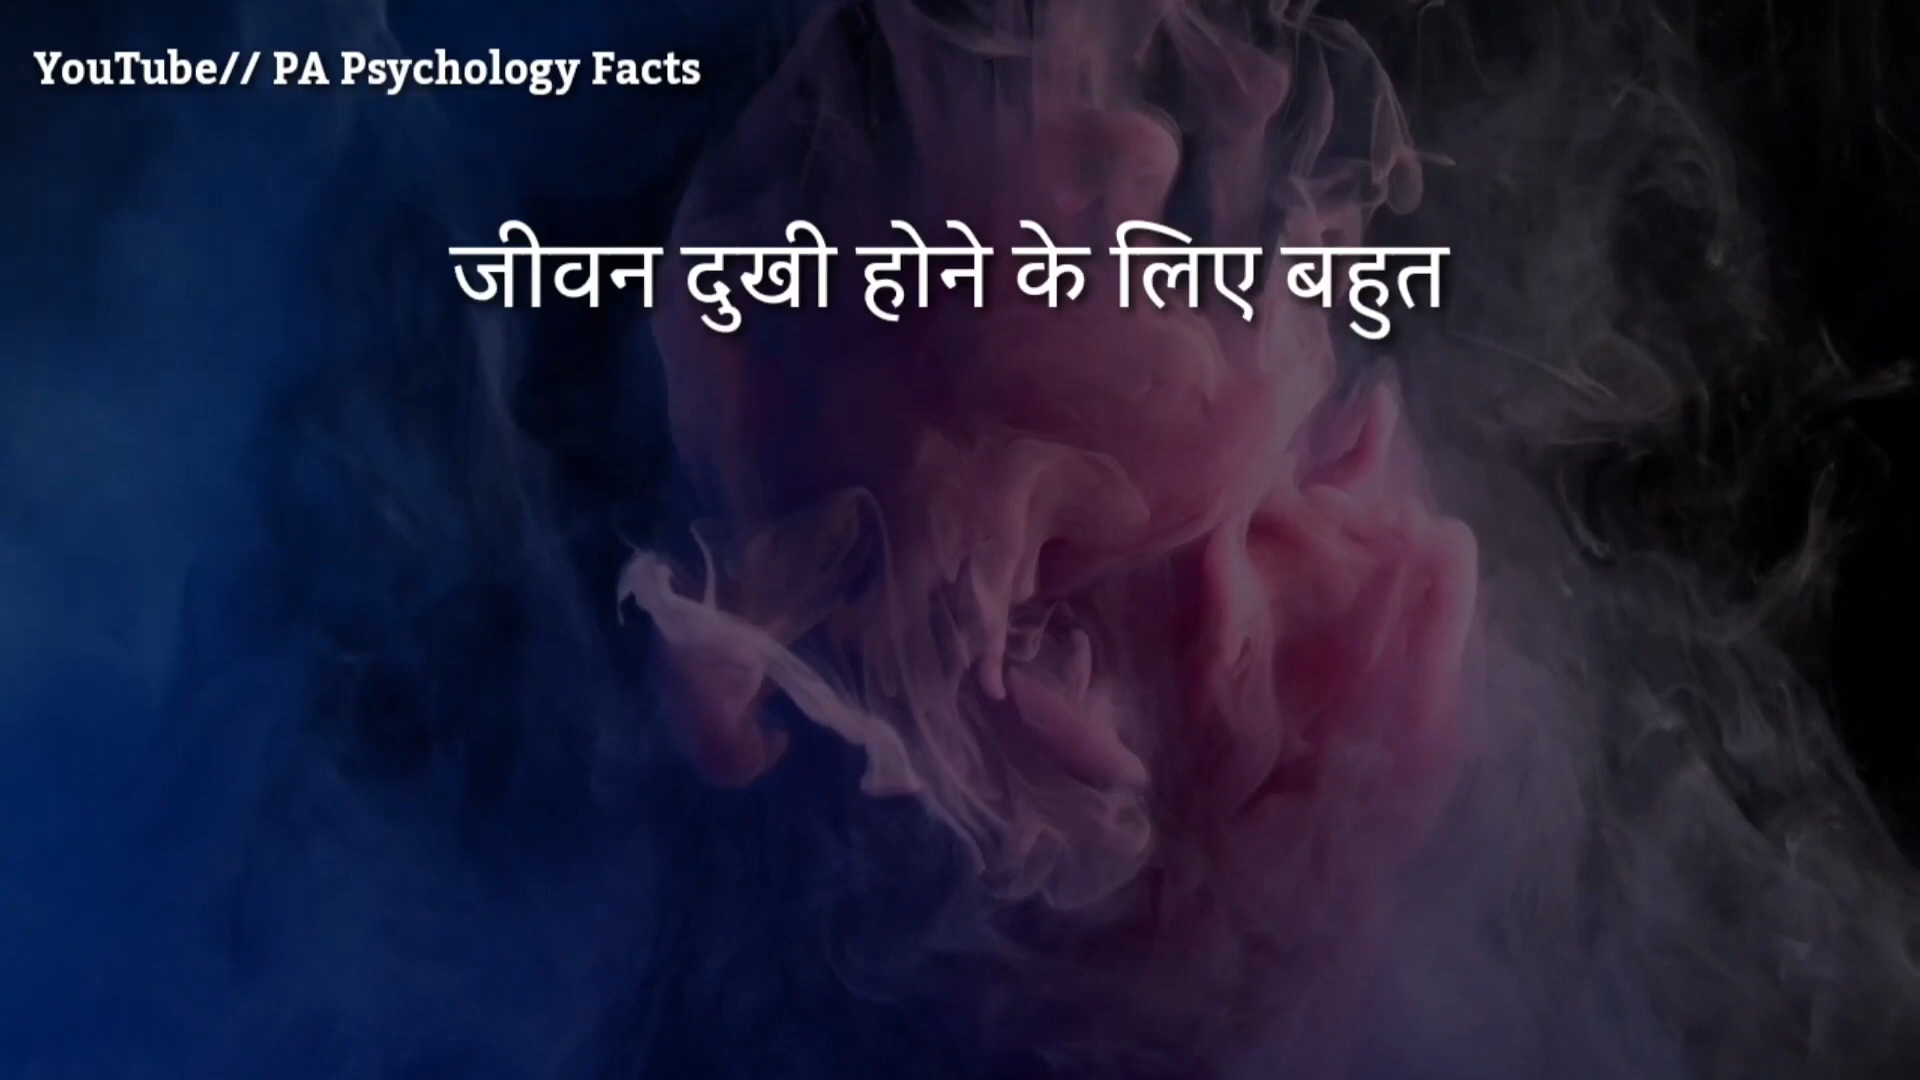 YouTube// PA Psychology Facts
जीवन दुखी होने के लिए बहुत